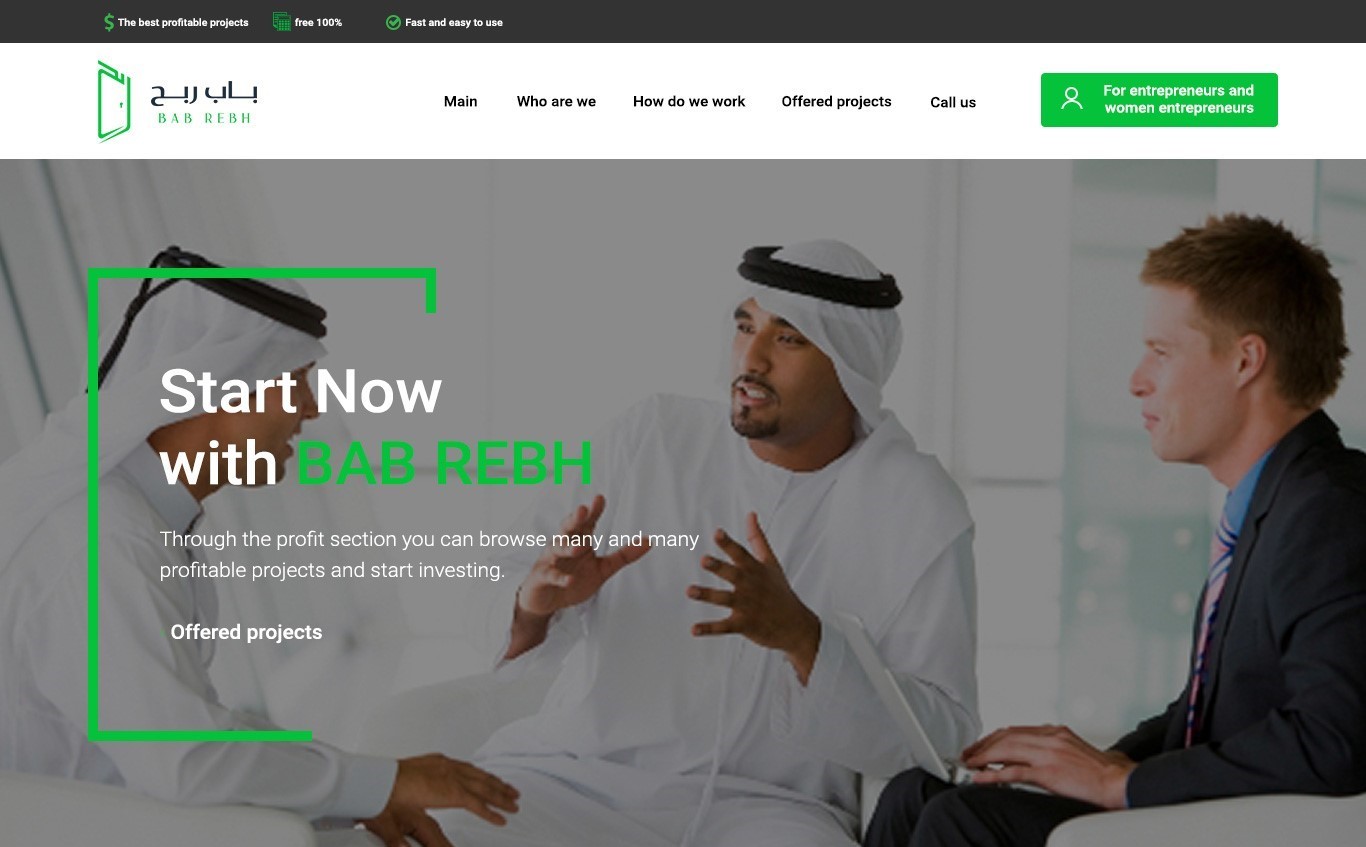 The best profitable projects
free 100%
Fast and easy to use
باب ربح
BAB REBH
Main
Who are we
How do we work
Offered projects
Call us
For entrepreneurs and
women entrepreneurs
Start Now
with BAB REBH
Through the profit section you can browse many and many
profitable projects and start investing.
Offered projects